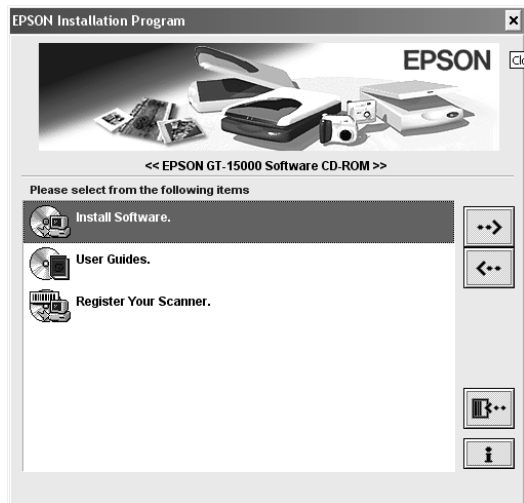 EPSON Installation Program
EPSON
<< EPSON GT-15000 Software CD-ROM >>
Please select from the following items
Install Software.
User Guides.
Register Your Scanner.
i